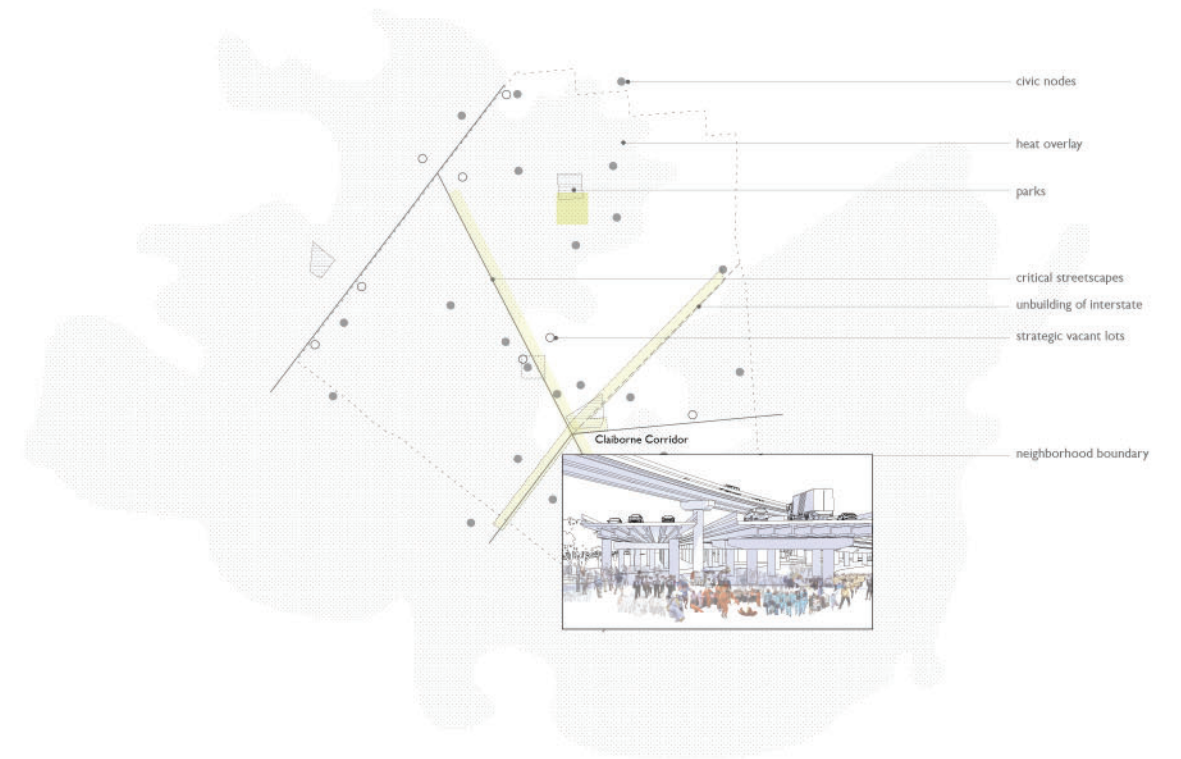 civic nodes
heat overlay
parks
critical streetscapes
unbuilding of interstate
strategic vacant lots
Claiborne Corridor
neighborhood boundary